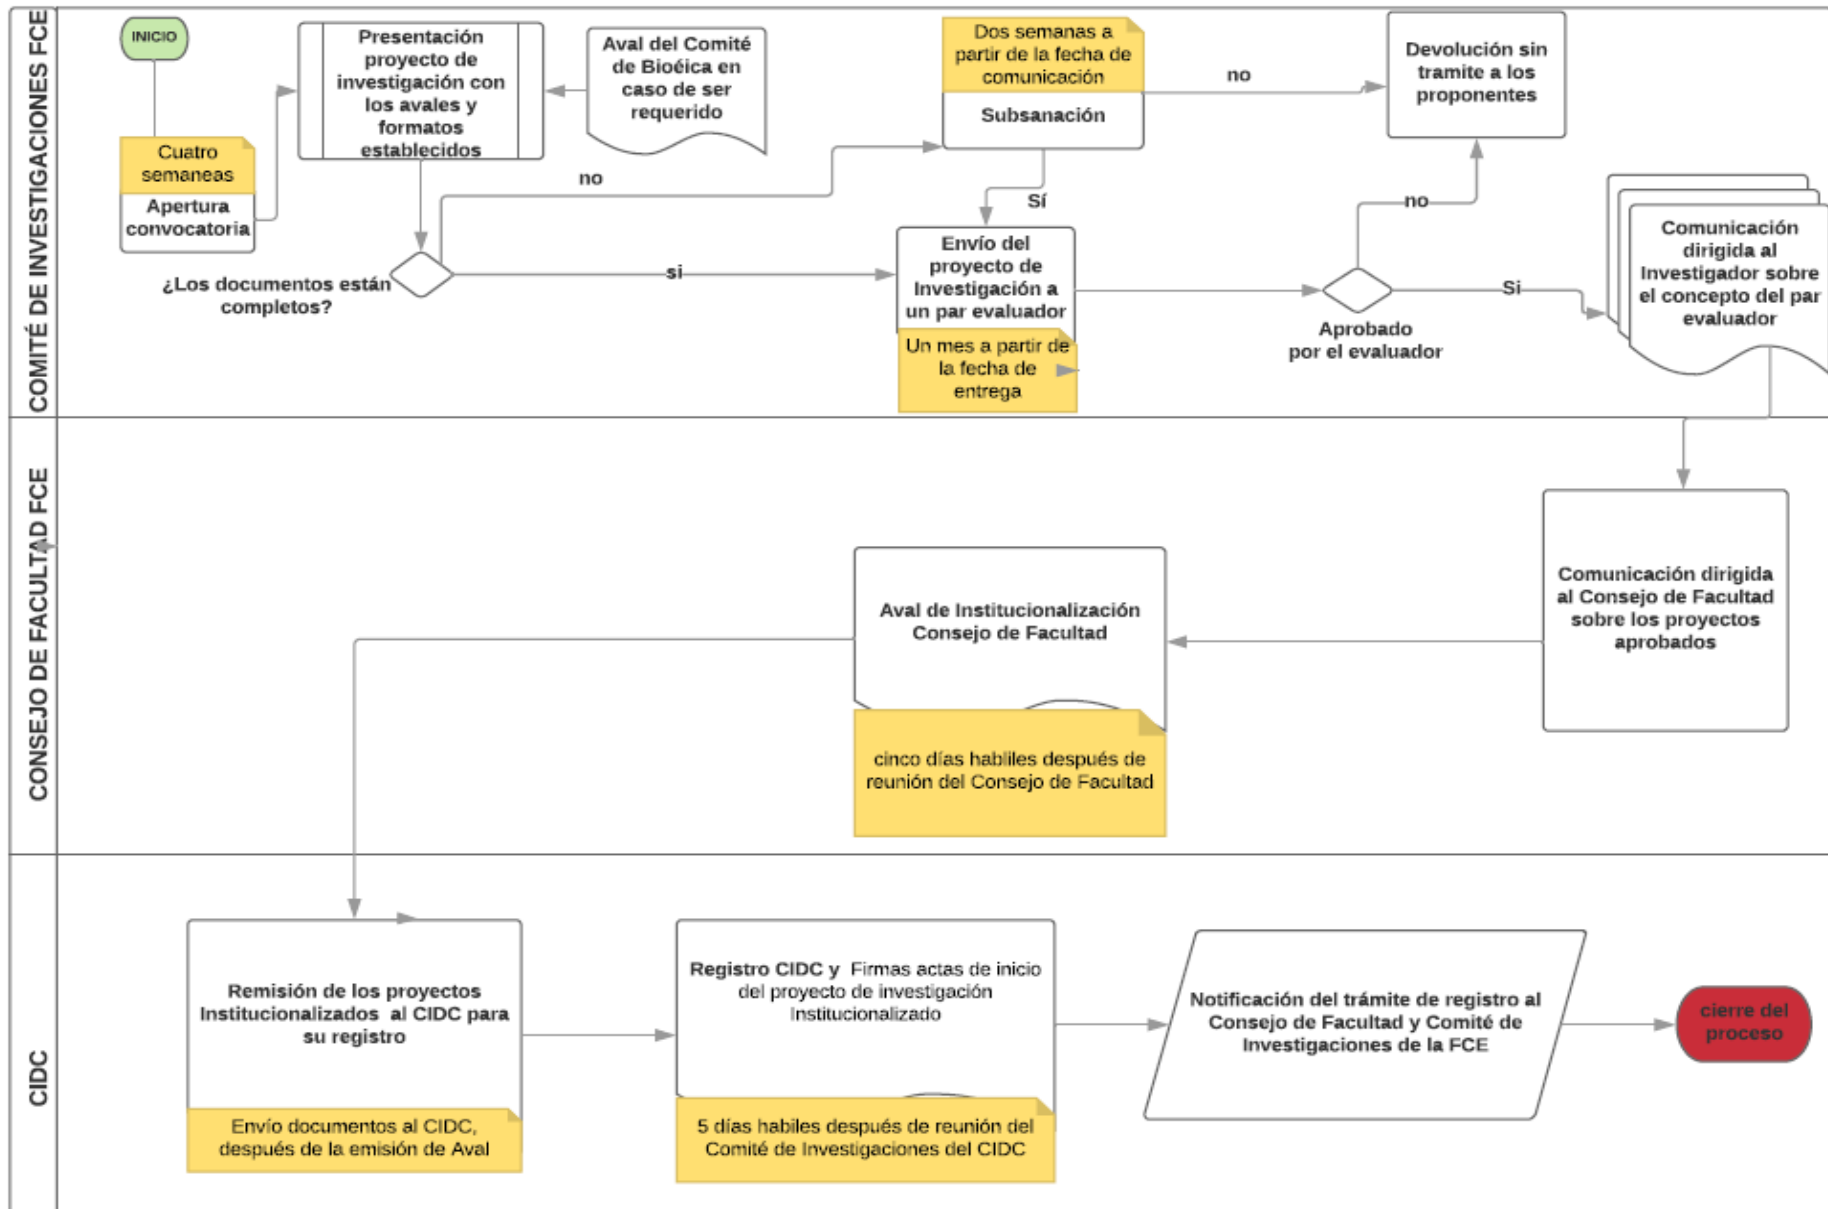 COMITÉ DE INVESTIGACIONES FCE
INICIO
Cuatro
semaneas
Apertura
convocatoria
Presentación
proyecto de
investigación con
los avales y
formatos
establecidos
Aval del Comité
de Bioéica en
caso de ser
requerido
¿Los documentos están
completos?
no
si
Dos semanas a
partir de la fecha de
comunicación
Subsanación
no
Sí
Envío del
proyecto de
Investigación a
un par evaluador
Un mes a partir de
la fecha de
entrega
Devolución sin
tramite a los
proponentes
no
Aprobado
por el evaluador
Si
Comunicación
dirigida al
Investigador sobre
el concepto del par
evaluador
CONSEJO DE FACULTAD FCE
Comunicación dirigida
al Consejo de Facultad
sobre los proyectos
aprobados
Aval de Institucionalización
Consejo de Facultad
cinco días habliles después de
reunión del Consejo de Facultad
CIDC
Remisión de los proyectos
Institucionalizados al CIDC para
su registro
Envío documentos al CIDC,
después de la emisión de Aval
Registro CIDC y Firmas actas de inicio
del proyecto de investigación
Institucionalizado
5 días habiles después de reunión del
Comité de Investigaciones del CIDC
Notificación del trámite de registro al
Consejo de Facultad y Comité de
Investigaciones de la FCE
cierre del
proceso